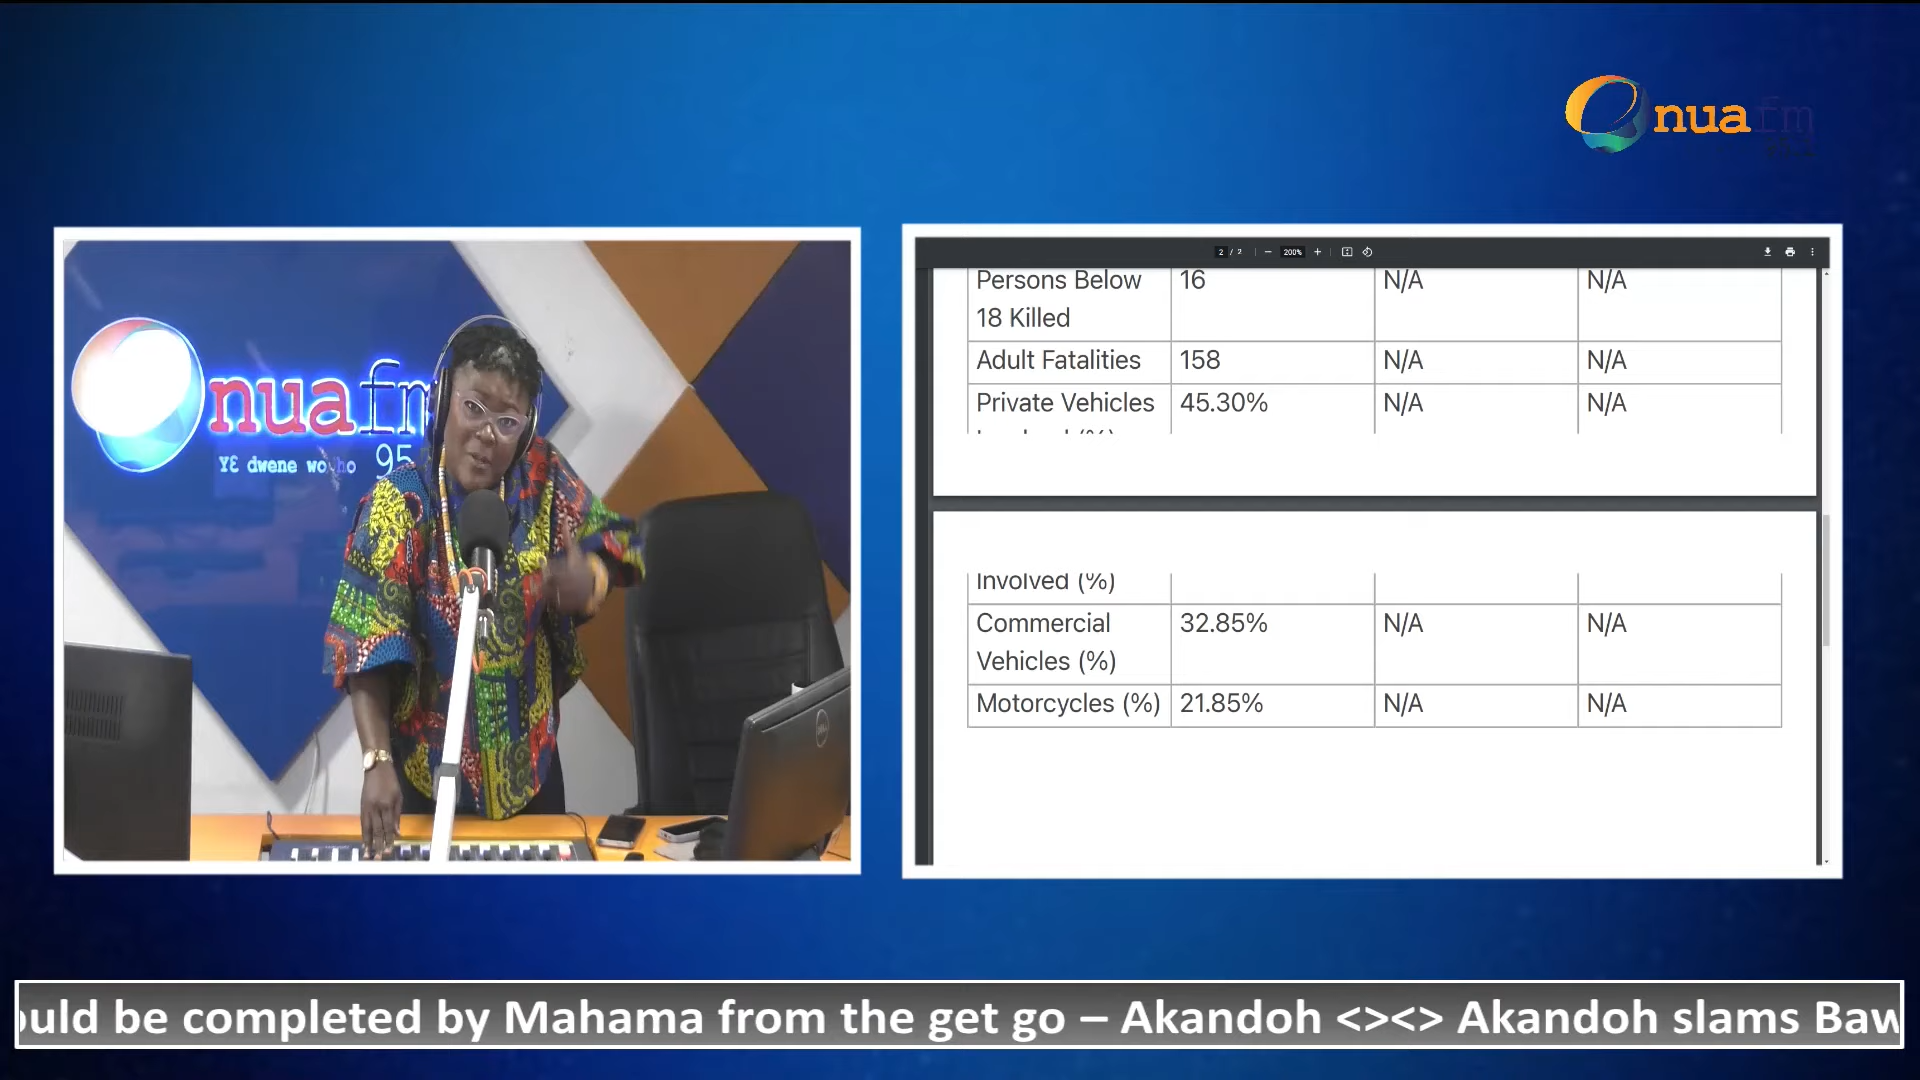 nua fm
nua fm
Yɛ dwene wo ho 95
2 / 2 | − 200% +
Persons Below 16 N/A N/A
18 Killed
Adult Fatalities 158 N/A N/A
Private Vehicles 45.30% N/A N/A
Involved (%)
Commercial 32.85% N/A N/A
Vehicles (%)
Motorcycles (%) 21.85% N/A N/A
DELL
ould be completed by Mahama from the get go – Akandoh <><> Akandoh slams Baw